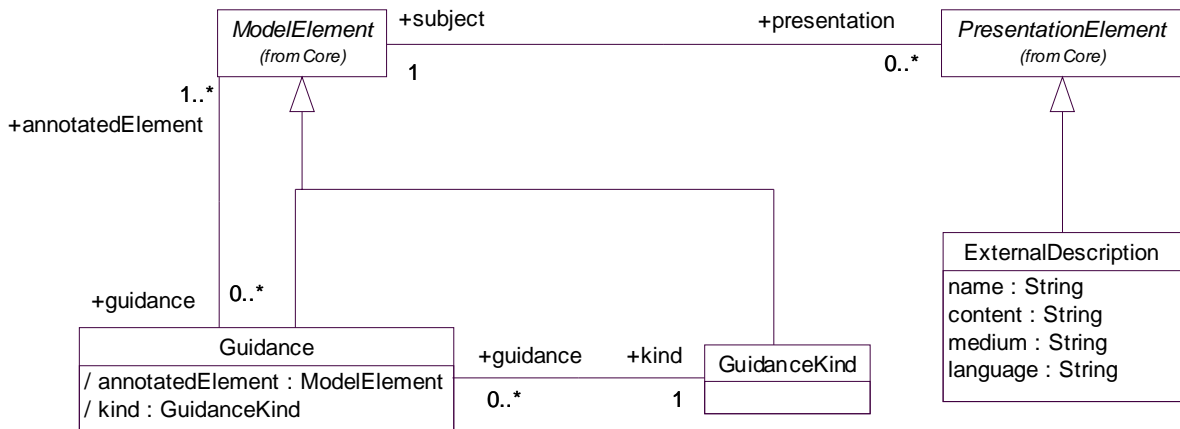 ModelElement
(from Core)
+subject
1
+presentation
0..*
PresentationElement
(from Core)
1..*
+annotatedElement
+guidance
0..*
Guidance
/ annotatedElement : ModelElement
/ kind : GuidanceKind
+guidance
0..*
+kind
1
GuidanceKind
ExternalDescription
name : String
content : String
medium : String
language : String